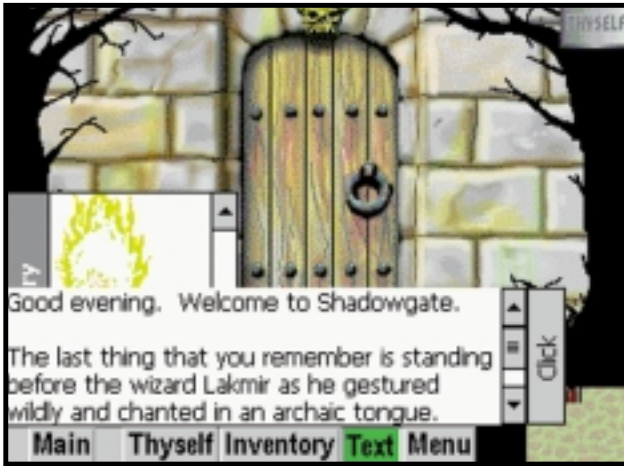 THYSELF
ry
Good evening.  Welcome to Shadowgate.
The last thing that you remember is standing
before the wizard Lakmir as he gestured
wildly and chanted in an archaic tongue.
Click
Main Thyself Inventory Text Menu